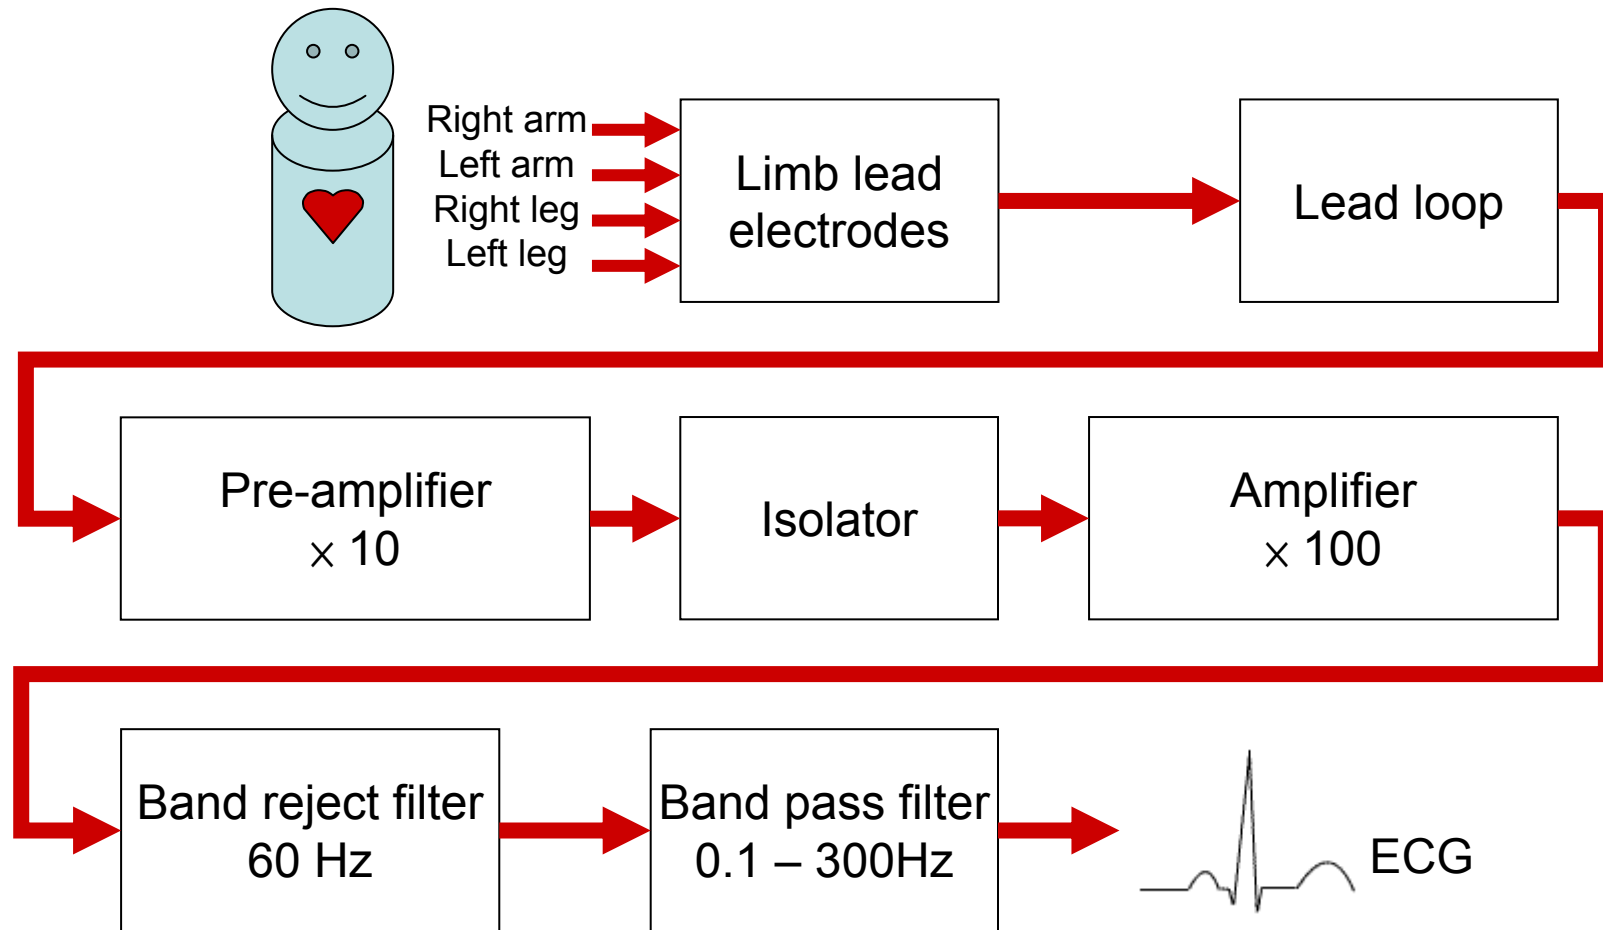 Right arm
Left arm
Right leg
Left leg
Limb lead
electrodes
Lead loop
Pre-amplifier
× 10
Isolator
Amplifier
× 100
Band reject filter
60 Hz
Band pass filter
0.1 – 300Hz
ECG